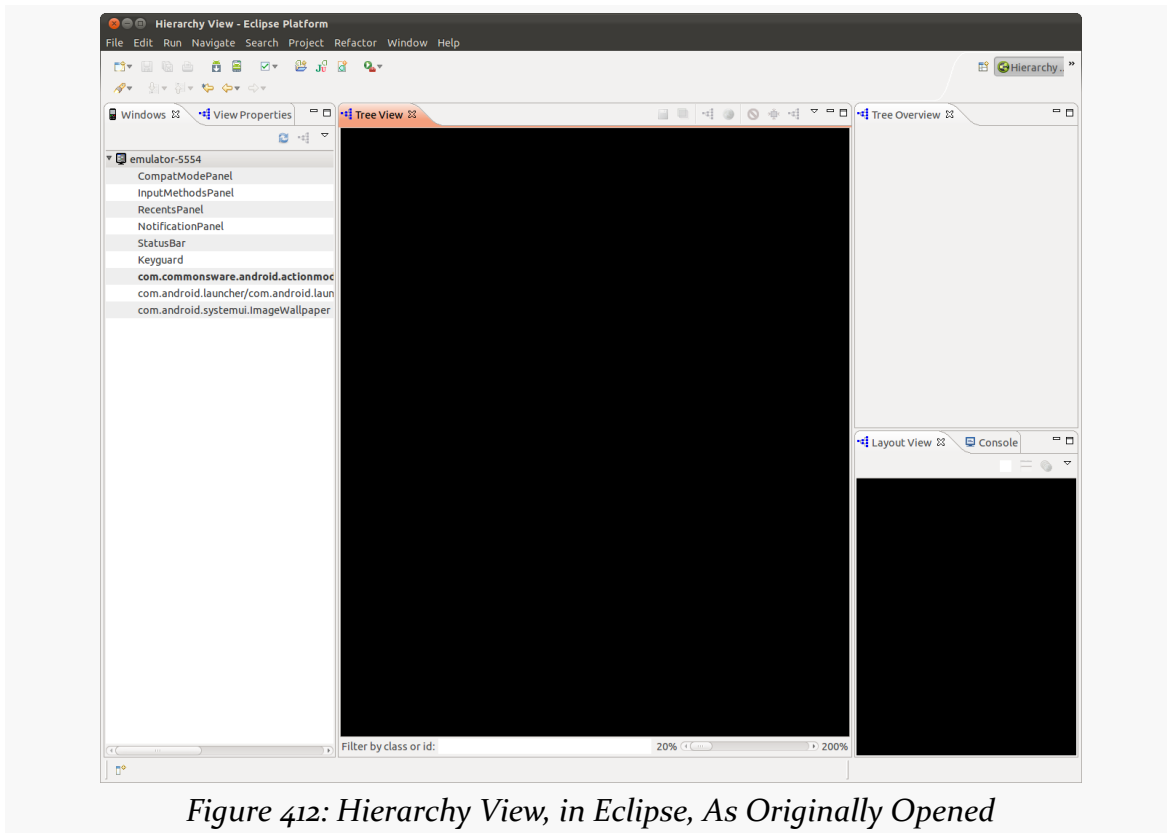 Hierarchy View - Eclipse Platform
File Edit Run Navigate Search Project Refactor Window Help
Hierarchy... »
Windows View Properties
Tree View
Tree Overview
emulator-5554
CompatModePanel
InputMethodsPanel
RecentsPanel
NotificationPanel
StatusBar
Keyguard
com.commonsware.android.actionmod
com.android.launcher/com.android.laun
com.android.systemui.ImageWallpaper
Layout View Console
Filter by class or id: 20% 200%
Figure 412: Hierarchy View, in Eclipse, As Originally Opened